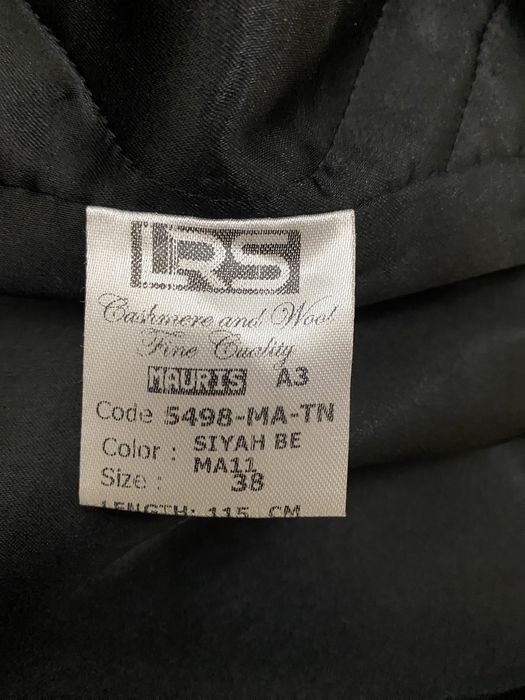 LRS
Cashmere and Wool
Fine Quality
MAURIS A3
Code 5498-MA-TN
Color : SIYAH BE
MA11
Size : 38
LENGTH: 115 CM